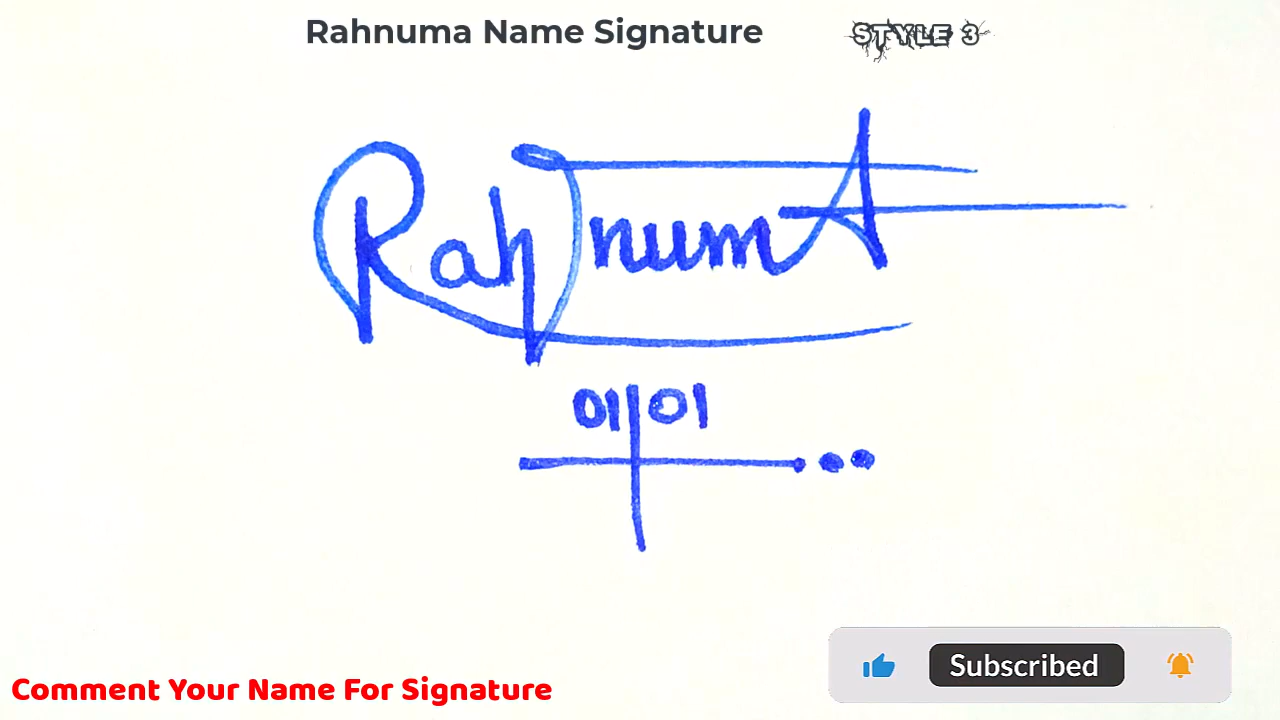 Rahnuma Name Signature STYLE 3
RahnumA
01|01
Comment Your Name For Signature
Subscribed